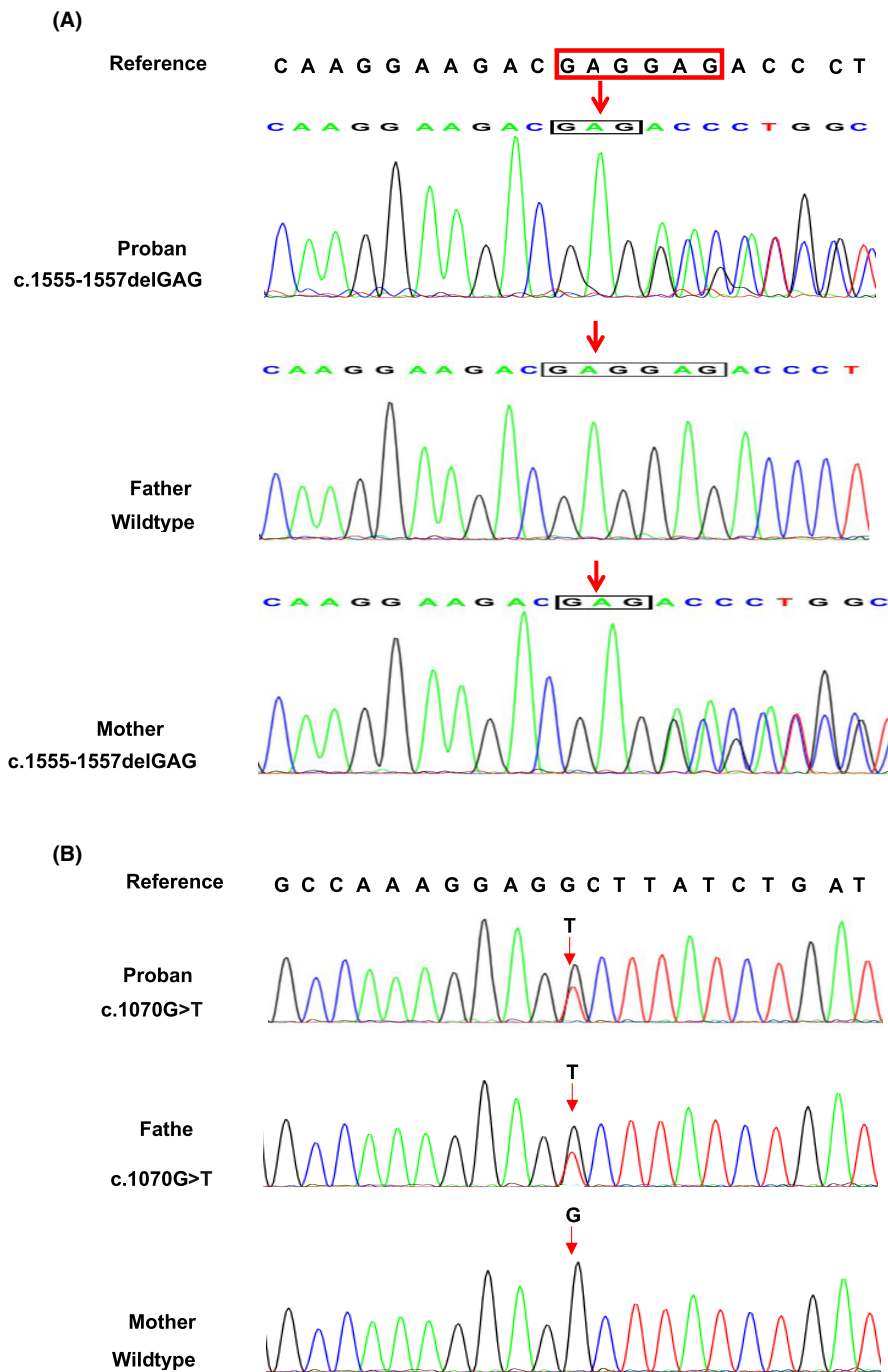 (A)
Reference C A A G G A A G A C G A G G A G A C C C T
C A A G G A A G A C G A G A C C C T G G C
Proban
c.1555-1557delGAG
C A A G G A A G A C G A G G A G A C C C T
Father
Wildtype
C A A G G A A G A C G A G A C C C T G G C
Mother
c.1555-1557delGAG
(B)
Reference G C C A A A G G A G G C T T A T C T G A T
T
Proban
c.1070G>T
T
Fathe
c.1070G>T
G
Mother
Wildtype